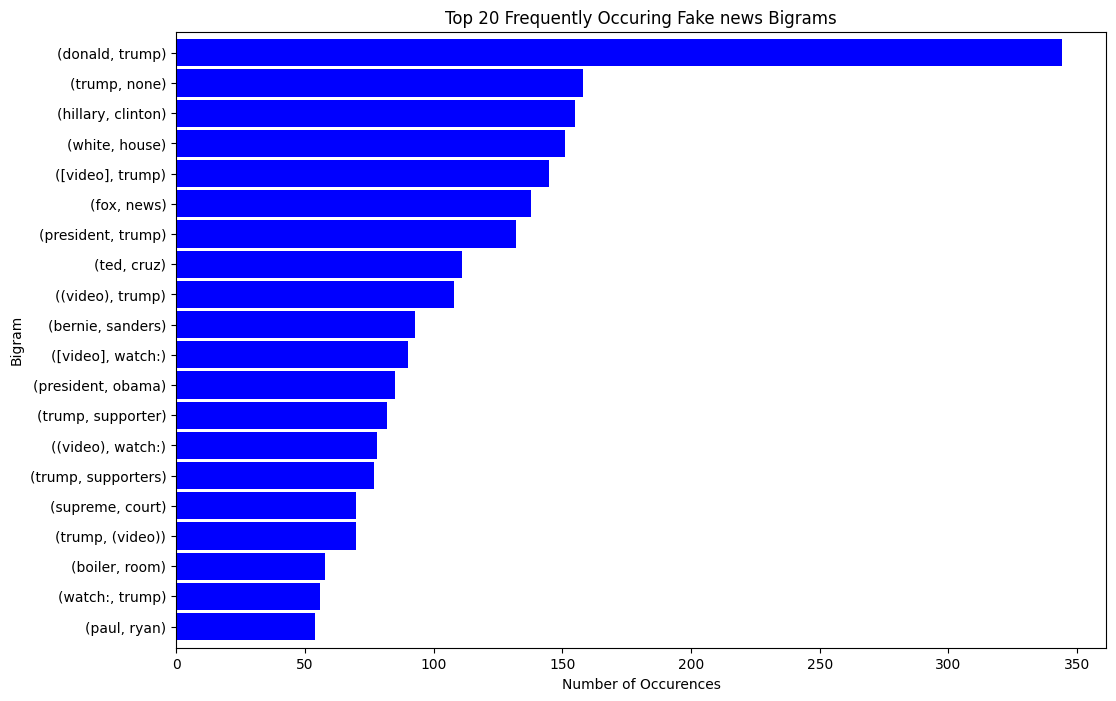 Top 20 Frequently Occuring Fake news Bigrams
(donald, trump)
(trump, none)
(hillary, clinton)
(white, house)
([video], trump)
(fox, news)
(president, trump)
(ted, cruz)
((video), trump)
(bernie, sanders)
([video], watch:)
(president, obama)
(trump, supporter)
((video), watch:)
(trump, supporters)
(supreme, court)
(trump, (video))
(boiler, room)
(watch:, trump)
(paul, ryan)
Bigram
0 50 100 150 200 250 300 350
Number of Occurences